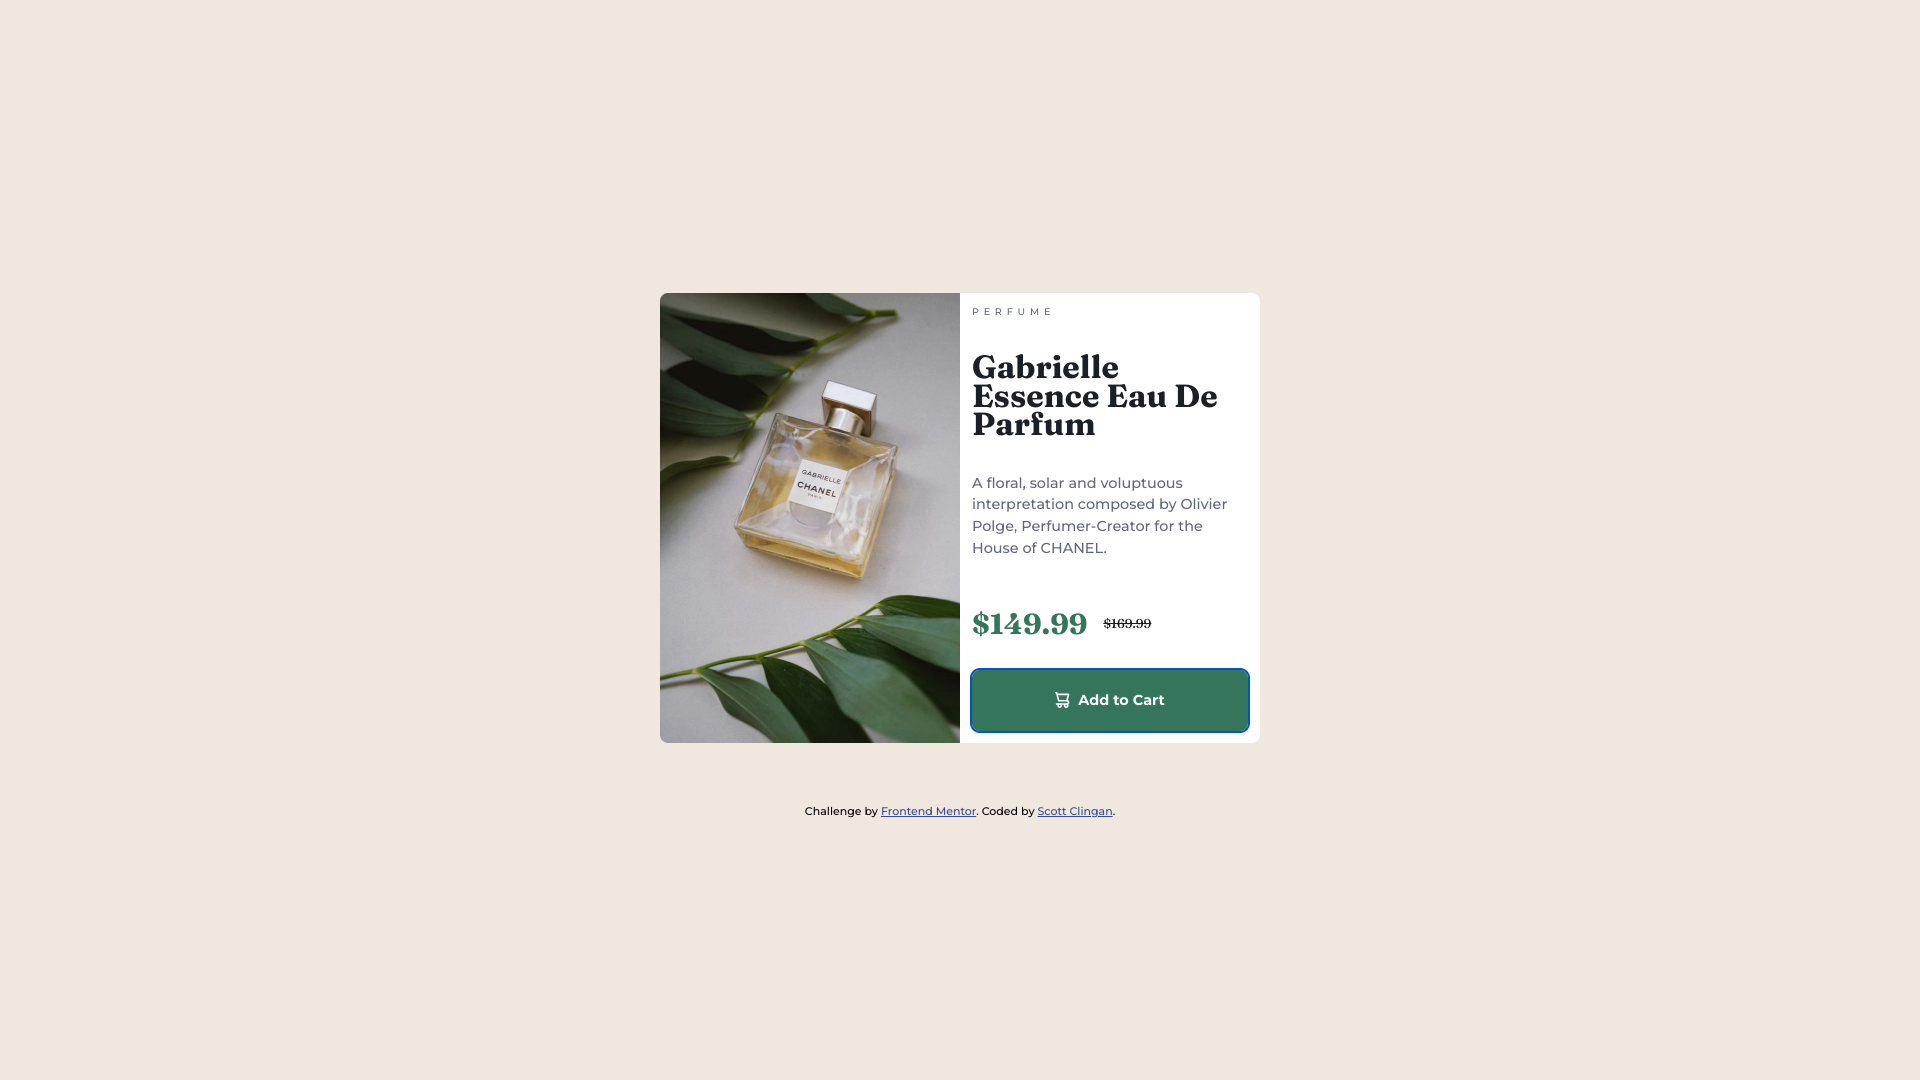 PERFUME
Gabrielle
Essence Eau De
Parfum
A floral, solar and voluptuous
interpretation composed by Olivier
Polge, Perfumer-Creator for the
House of CHANEL.
$149.99 $169.99
Add to Cart
GABRIELLE
CHANEL
PARIS
Challenge by Frontend Mentor. Coded by Scott Clingan.